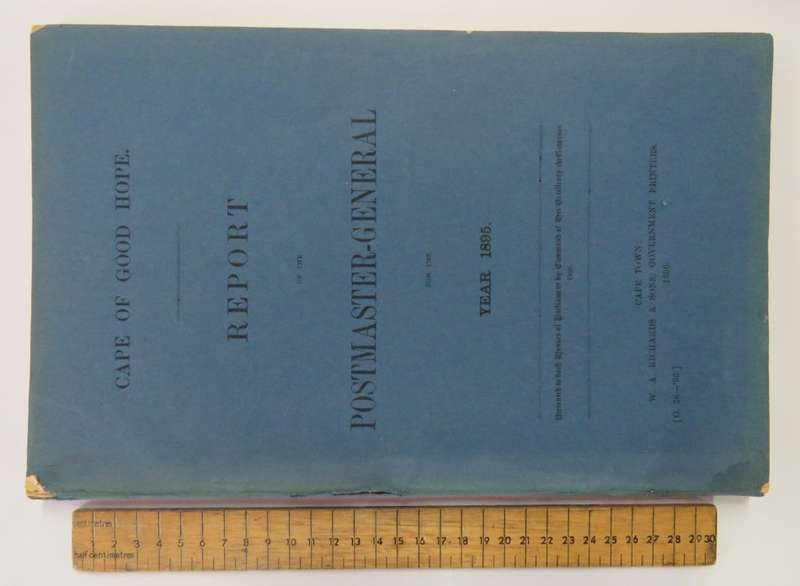 CAPE OF GOOD HOPE.
REPORT
OF THE
POSTMASTER-GENERAL
FOR THE
YEAR 1895.
Presented to both Houses of Parliament by Command of His Excellency the Governor.
1896.
CAPE TOWN
W. A. RICHARDS & SONS, GOVERNMENT PRINTERS.
1896.
[G. 26—'96.]
centimetres
1 2 3 4 5 6 7 8 9 10 11 12 13 14 15 16 17 18 19 20 21 22 23 24 25 26 27 28 29 30
half centimetres